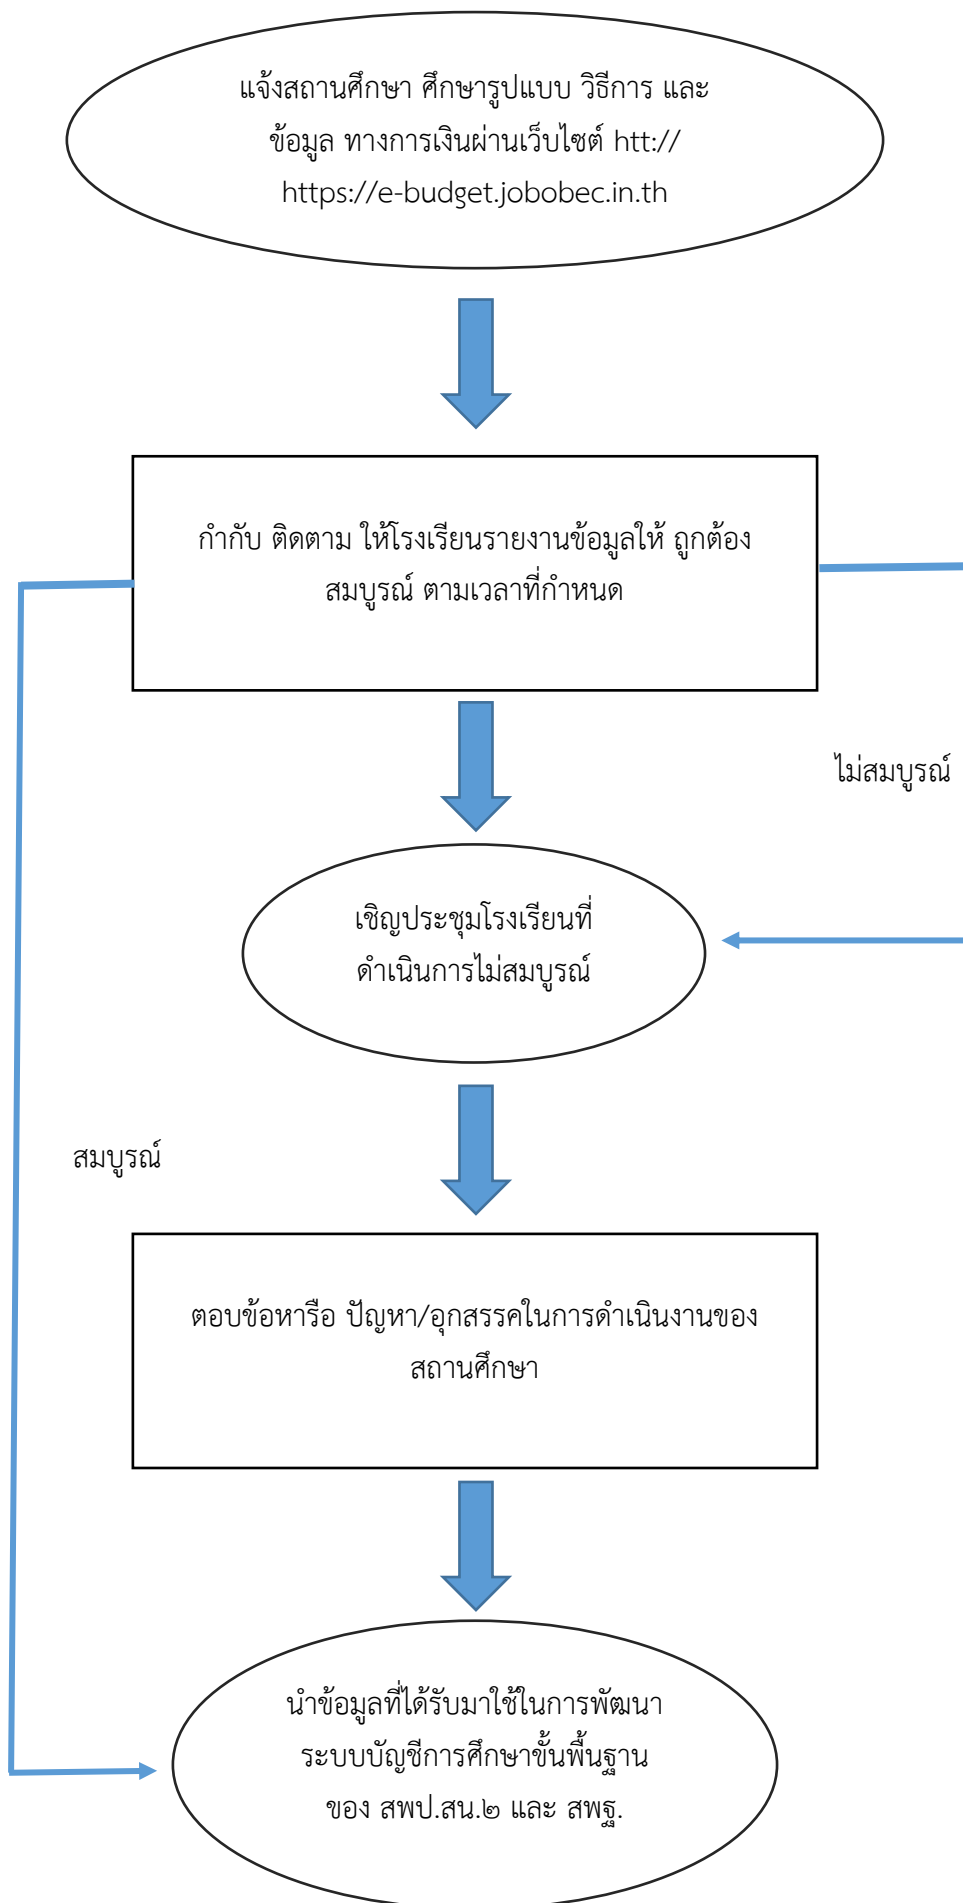 แจ้งสถานศึกษา ศึกษารูปแบบ วิธีการ และ
ข้อมูล ทางการเงินผ่านเว็บไซต์ htt://
https://e-budget.jobobec.in.th
กำกับ ติดตาม ให้โรงเรียนรายงานข้อมูลให้ ถูกต้อง
สมบูรณ์ ตามเวลาที่กำหนด
ไม่สมบูรณ์
เชิญประชุมโรงเรียนที่
ดำเนินการไม่สมบูรณ์
สมบูรณ์
ตอบข้อหารือ ปัญหา/อุกสรรคในการดำเนินงานของ
สถานศึกษา
นำข้อมูลที่ได้รับมาใช้ในการพัฒนา
ระบบบัญชีการศึกษาขั้นพื้นฐาน
ของ สพป.สน.๒ และ สพฐ.